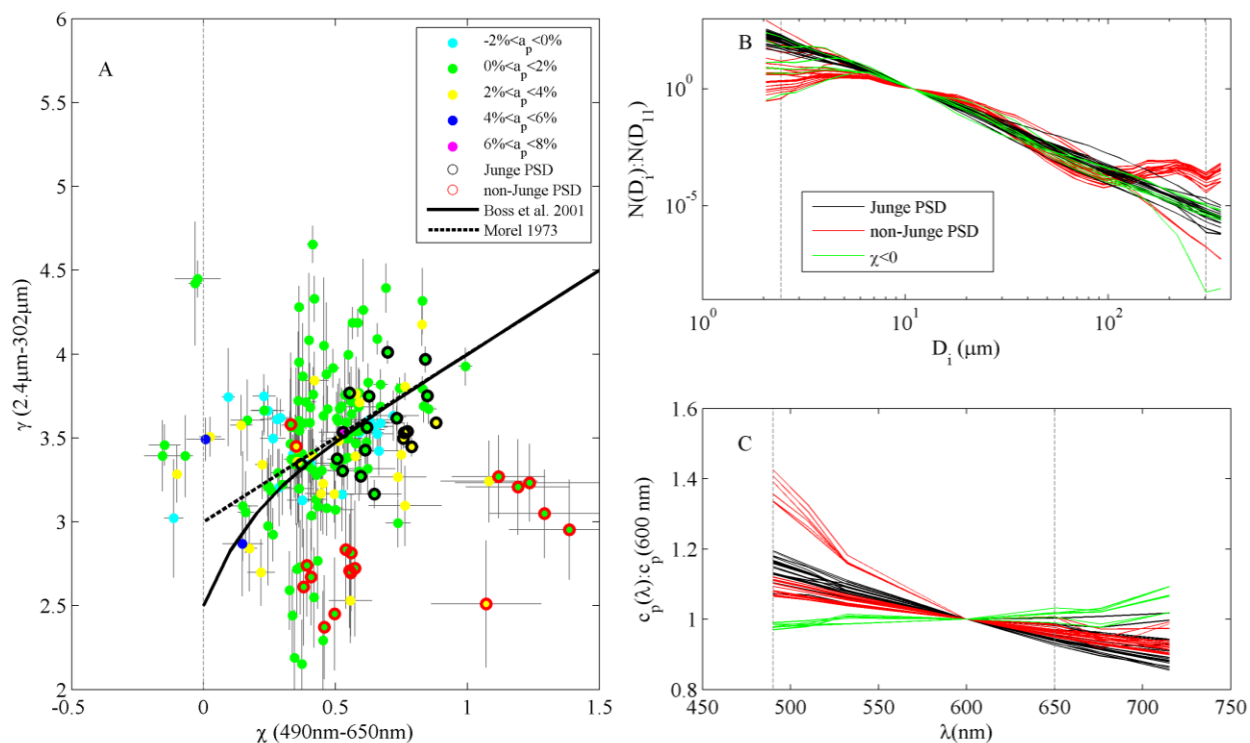 A
γ (2.4μm-302μm)
6
5.5
5
4.5
4
3.5
3
2.5
2
-0.5
0
0.5
1
1.5
χ (490nm-650nm)
-2%<a_p<0%
0%<a_p<2%
2%<a_p<4%
4%<a_p<6%
6%<a_p<8%
Junge PSD
non-Junge PSD
Boss et al. 2001
Morel 1973
B
N(D_i):N(D_11)
10^0
10^-5
10^0
10^1
10^2
D_i (μm)
Junge PSD
non-Junge PSD
χ<0
C
c_p(λ):c_p(600 nm)
1.6
1.4
1.2
1
0.8
450
500
550
600
650
700
750
λ(nm)